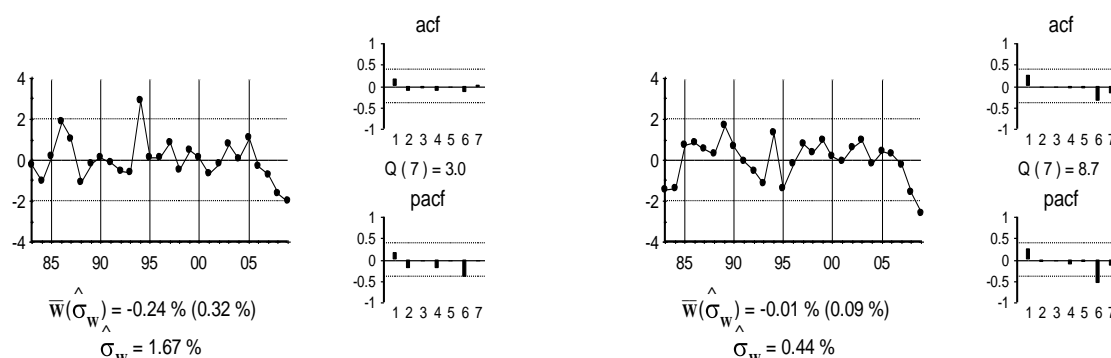 acf
1
0.5
0
-0.5
-1
1 2 3 4 5 6 7
Q ( 7 ) = 3.0
pacf
1
0.5
0
-0.5
-1
1 2 3 4 5 6 7
4
2
0
-2
-4
85 90 95 00 05
w̅(σ̂w̅) = -0.24 % (0.32 %)
σ̂w = 1.67 %
acf
1
0.5
0
-0.5
-1
1 2 3 4 5 6 7
Q ( 7 ) = 8.7
pacf
1
0.5
0
-0.5
-1
1 2 3 4 5 6 7
4
2
0
-2
-4
85 90 95 00 05
w̅(σ̂w̅) = -0.01 % (0.09 %)
σ̂w = 0.44 %